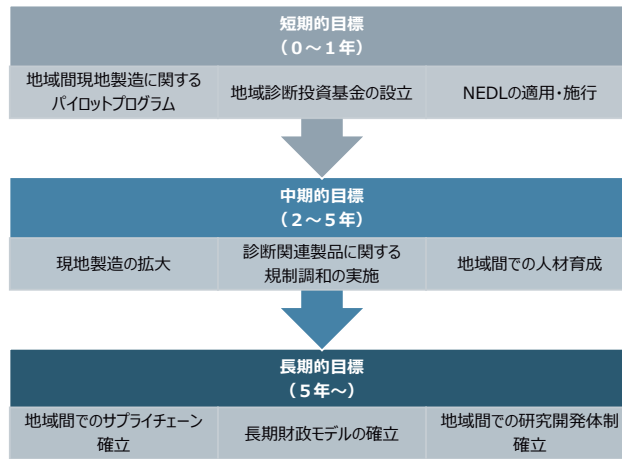 短期的目標
（０～１年）
地域間現地製造に関する
パイロットプログラム
地域診断投資基金の設立
NEDLの適用・施行
中期的目標
（２～５年）
現地製造の拡大
診断関連製品に関する
規制調和の実施
地域間での人材育成
長期的目標
（５年～）
地域間でのサプライチェーン
確立
長期財政モデルの確立
地域間での研究開発体制
確立